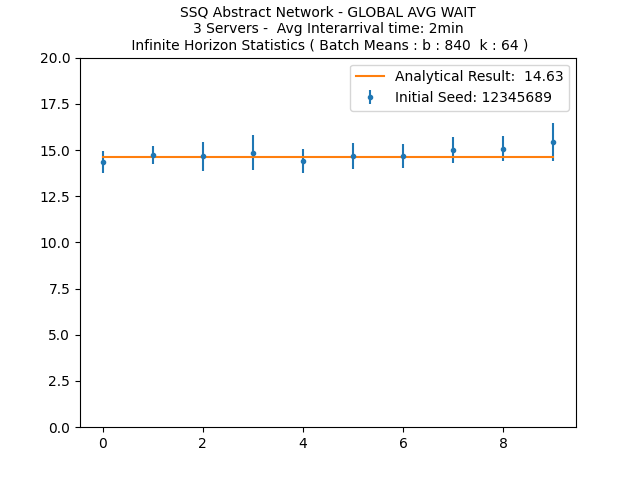 SSQ Abstract Network - GLOBAL AVG WAIT
3 Servers -  Avg Interarrival time: 2min
Infinite Horizon Statistics ( Batch Means : b : 840  k : 64 )
20.0
17.5
15.0
12.5
10.0
7.5
5.0
2.5
0.0
Analytical Result:  14.63
Initial Seed: 12345689
0 2 4 6 8